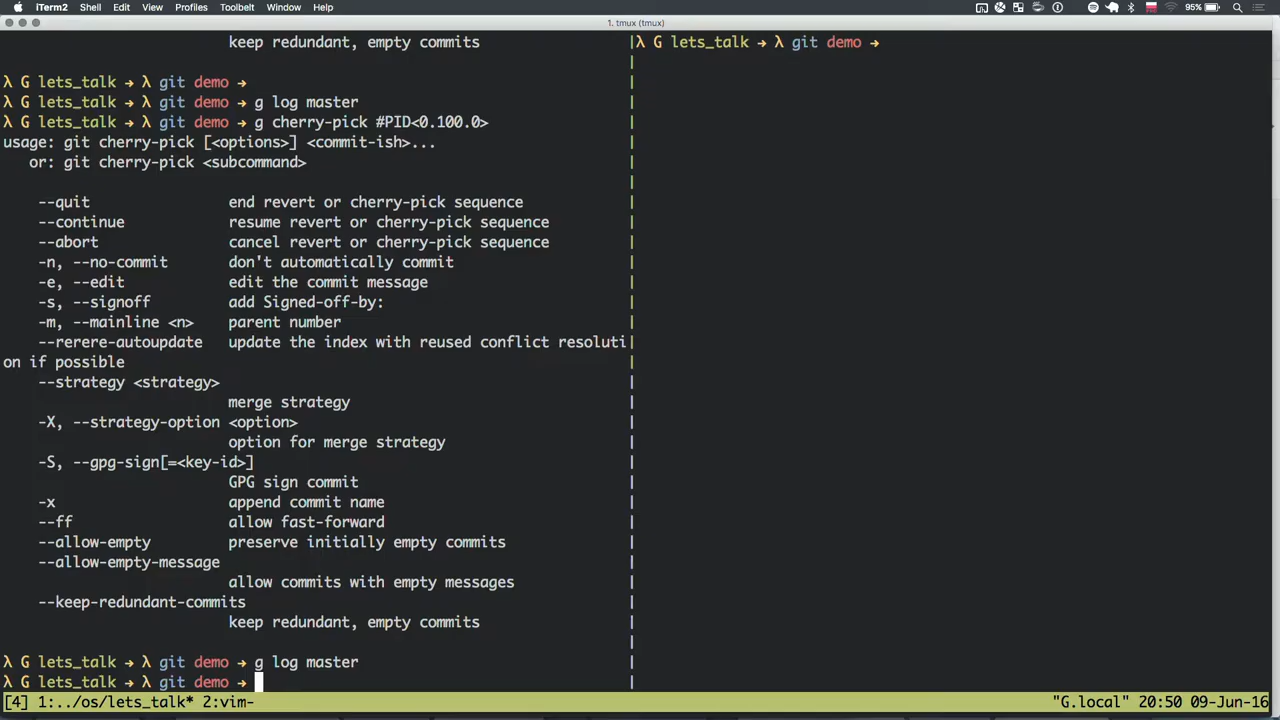 iTerm2 Shell Edit View Profiles Toolbelt Window Help 95%
1. tmux (tmux)
keep redundant, empty commits
λ G lets_talk → λ git demo →
λ G lets_talk → λ git demo → g log master
λ G lets_talk → λ git demo → g cherry-pick #PID<0.100.0>
usage: git cherry-pick [<options>] <commit-ish>...
or: git cherry-pick <subcommand>
--quit end revert or cherry-pick sequence
--continue resume revert or cherry-pick sequence
--abort cancel revert or cherry-pick sequence
-n, --no-commit don't automatically commit
-e, --edit edit the commit message
-s, --signoff add Signed-off-by:
-m, --mainline <n> parent number
--rerere-autoupdate update the index with reused conflict resoluti
on if possible
--strategy <strategy>
merge strategy
-X, --strategy-option <option>
option for merge strategy
-S, --gpg-sign[=<key-id>]
GPG sign commit
-x append commit name
--ff allow fast-forward
--allow-empty preserve initially empty commits
--allow-empty-message
allow commits with empty messages
--keep-redundant-commits
keep redundant, empty commits
λ G lets_talk → λ git demo → g log master
λ G lets_talk → λ git demo →
λ G lets_talk → λ git demo →
[4] 1:../os/lets_talk* 2:vim- "G.local" 20:50 09-Jun-16